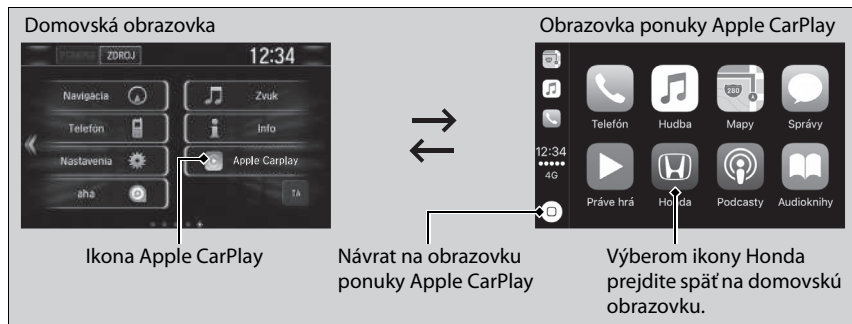 Domovská obrazovka
ZDROJ
12:34
Navigácia
Zvuk
Telefón
Info
Nastavenia
Apple Carplay
aha
TA
Ikona Apple CarPlay
Obrazovka ponuky Apple CarPlay
280
Telefón
Hudba
Mapy
Správy
12:34
4G
Práve hrá
Honda
Podcasty
Audioknihy
Návrat na obrazovku
ponuky Apple CarPlay
Výberom ikony Honda
prejdite späť na domovskú
obrazovku.